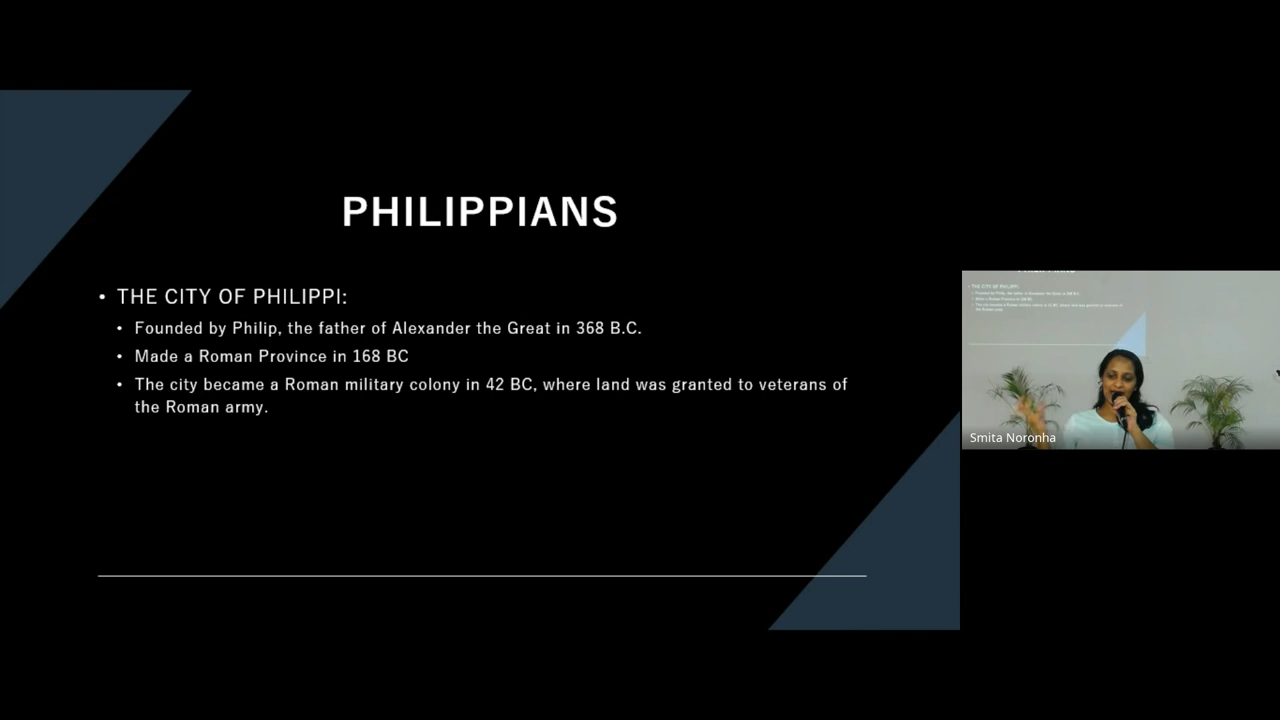 PHILIPPIANS
• THE CITY OF PHILIPPI:
• Founded by Philip, the father of Alexander the Great in 368 B.C.
• Made a Roman Province in 168 BC
• The city became a Roman military colony in 42 BC, where land was granted to veterans of
the Roman army.
Smita Noronha